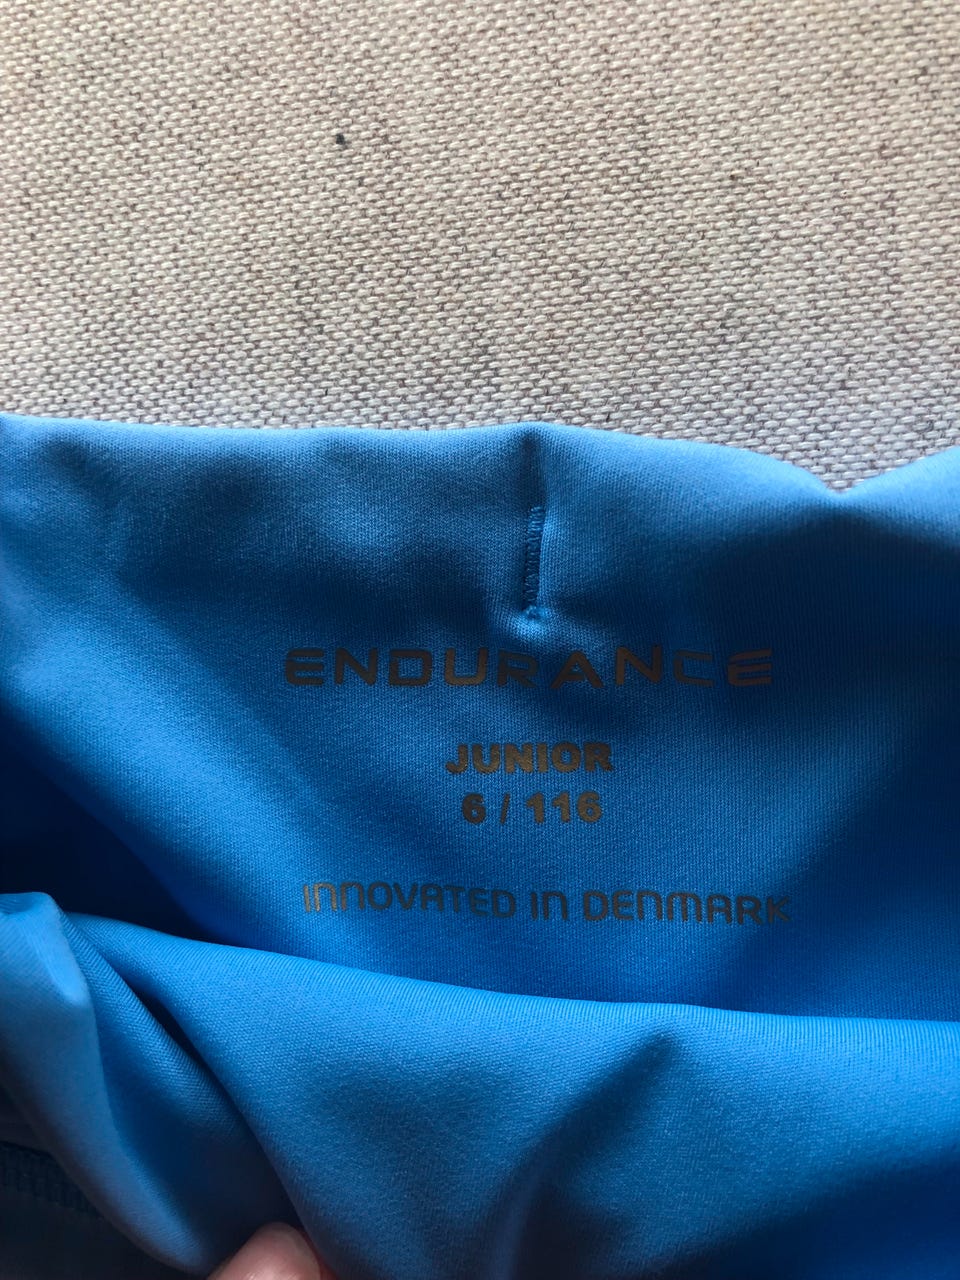 ENDURANCE
JUNIOR
6 / 116
INNOVATED IN DENMARK